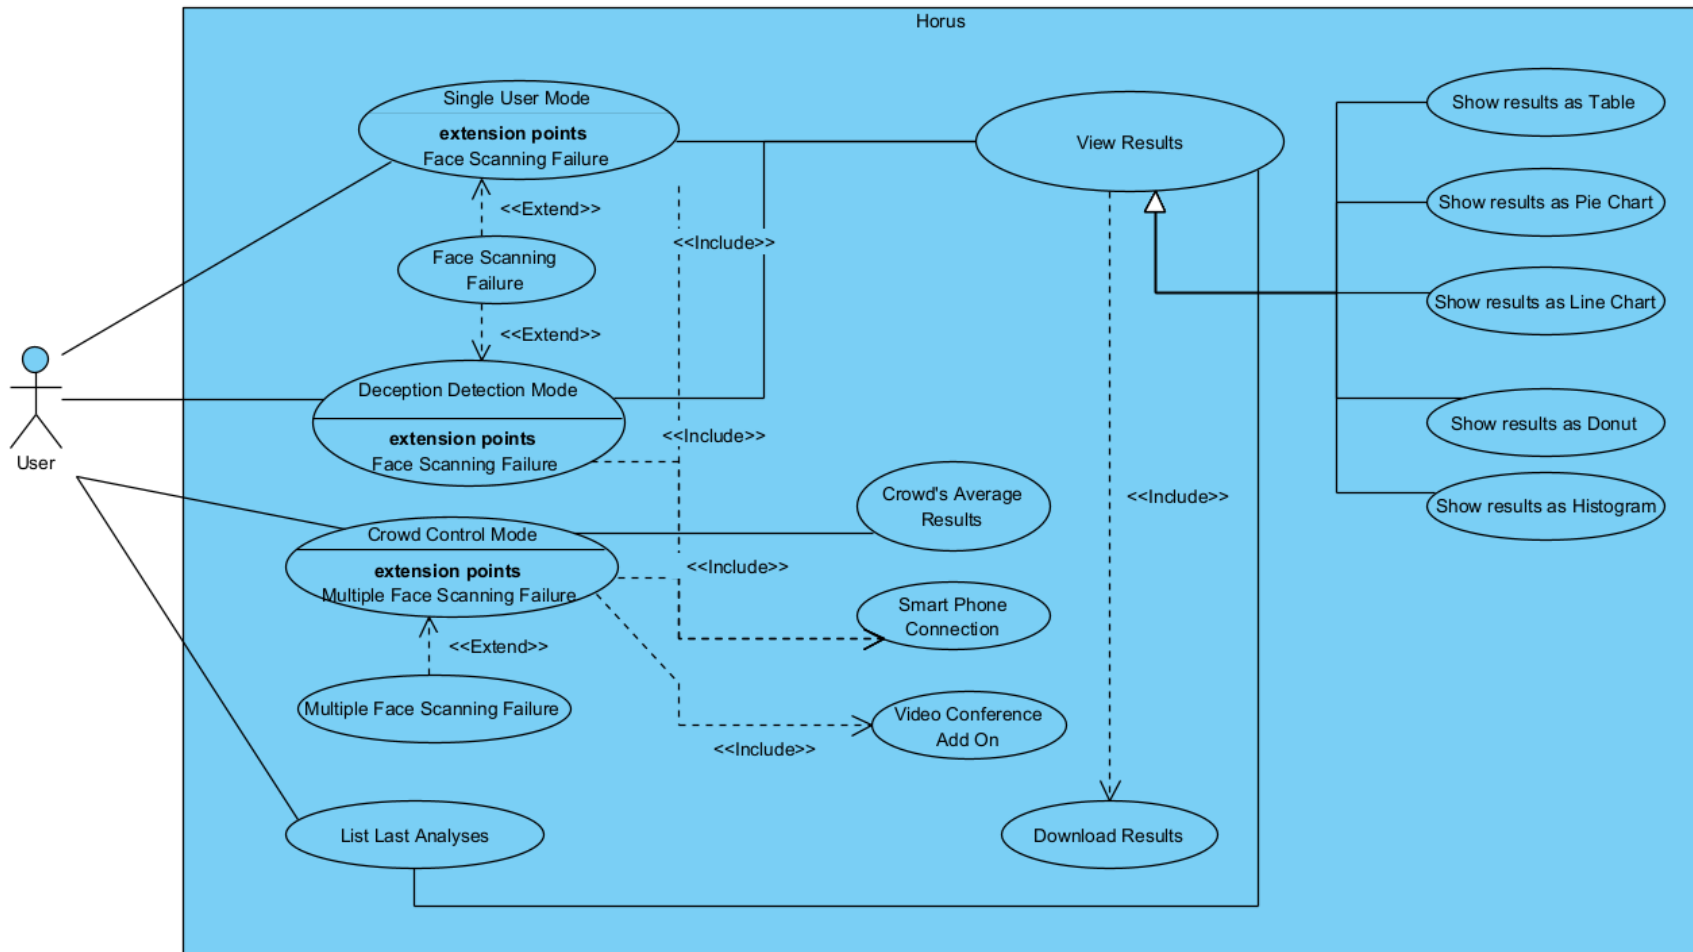 Horus
Single User Mode
extension points
Face Scanning Failure
<<Extend>>
Face Scanning
Failure
<<Extend>>
Deception Detection Mode
extension points
Face Scanning Failure
User
Crowd Control Mode
extension points
Multiple Face Scanning Failure
<<Extend>>
Multiple Face Scanning Failure
List Last Analyses
<<Include>>
<<Include>>
<<Include>>
<<Include>>
Crowd's Average
Results
Smart Phone
Connection
Video Conference
Add On
View Results
<<Include>>
Download Results
Show results as Table
Show results as Pie Chart
Show results as Line Chart
Show results as Donut
Show results as Histogram